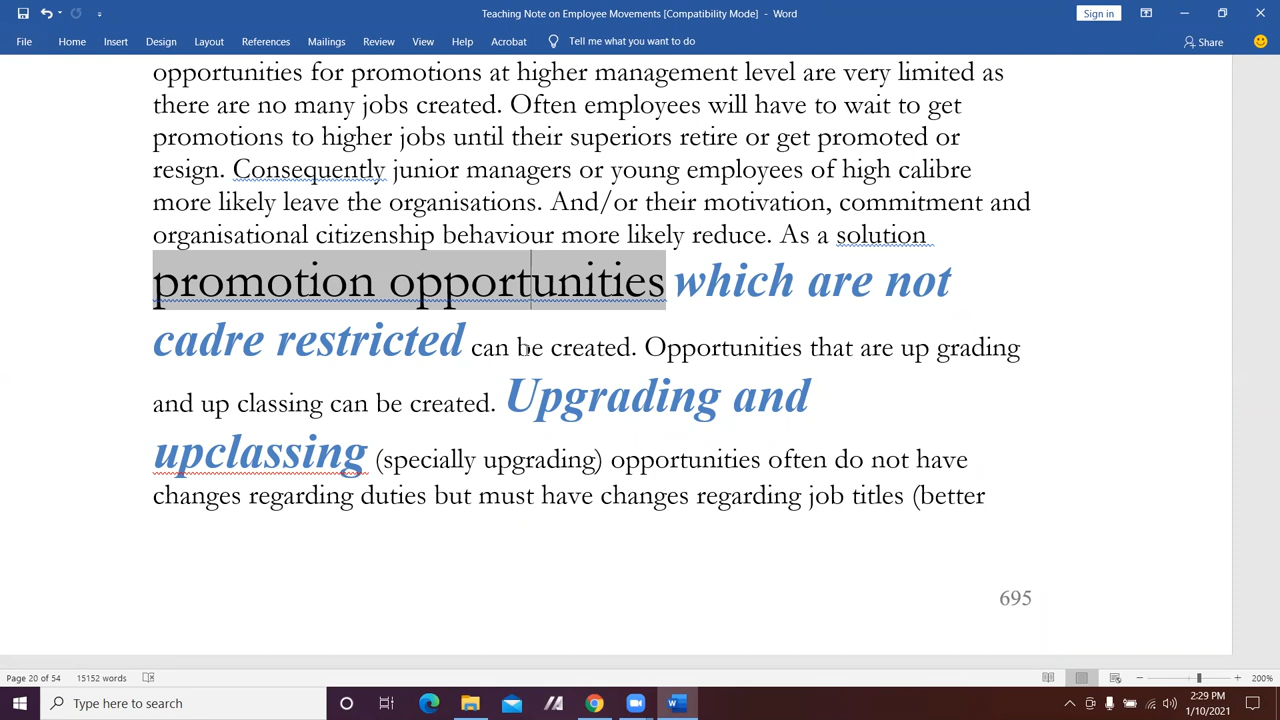 Teaching Note on Employee Movements [Compatibility Mode] - Word
Sign in
File Home Insert Design Layout References Mailings Review View Help Acrobat Tell me what you want to do Share
opportunities for promotions at higher management level are very limited as
there are no many jobs created. Often employees will have to wait to get
promotions to higher jobs until their superiors retire or get promoted or
resign. Consequently junior managers or young employees of high calibre
more likely leave the organisations. And/or their motivation, commitment and
organisational citizenship behaviour more likely reduce. As a solution
promotion opportunities which are not
cadre restricted can be created. Opportunities that are up grading
and up classing can be created. Upgrading and
upclassing (specially upgrading) opportunities often do not have
changes regarding duties but must have changes regarding job titles (better
695
Page 20 of 54 15152 words 200%
Type here to search
2:29 PM
1/10/2021